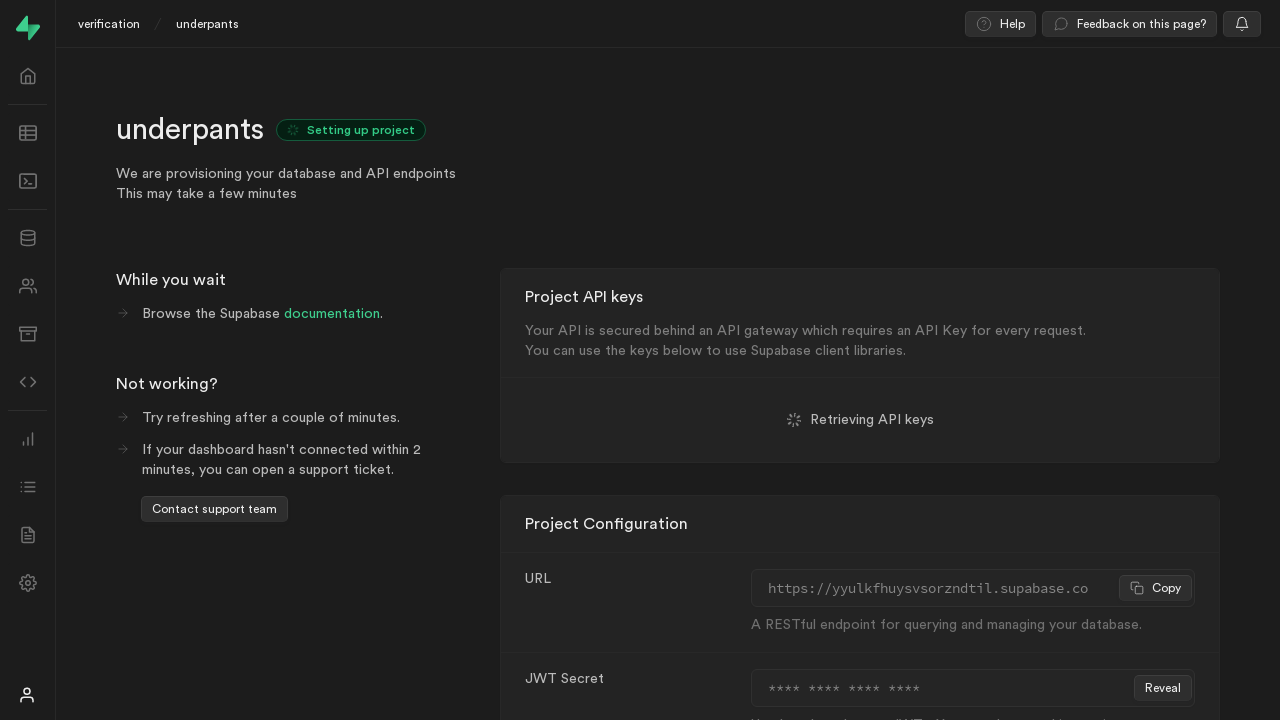 verification / underpants
Help
Feedback on this page?
underpants
Setting up project
We are provisioning your database and API endpoints
This may take a few minutes
While you wait
Browse the Supabase documentation.
Not working?
Try refreshing after a couple of minutes.
If your dashboard hasn't connected within 2
minutes, you can open a support ticket.
Contact support team
Project API keys
Your API is secured behind an API gateway which requires an API Key for every request.
You can use the keys below to use Supabase client libraries.
Retrieving API keys
Project Configuration
URL
https://yyulkfhuysvsorzndtil.supabase.co
Copy
A RESTful endpoint for querying and managing your database.
JWT Secret
**** **** **** ****
Reveal